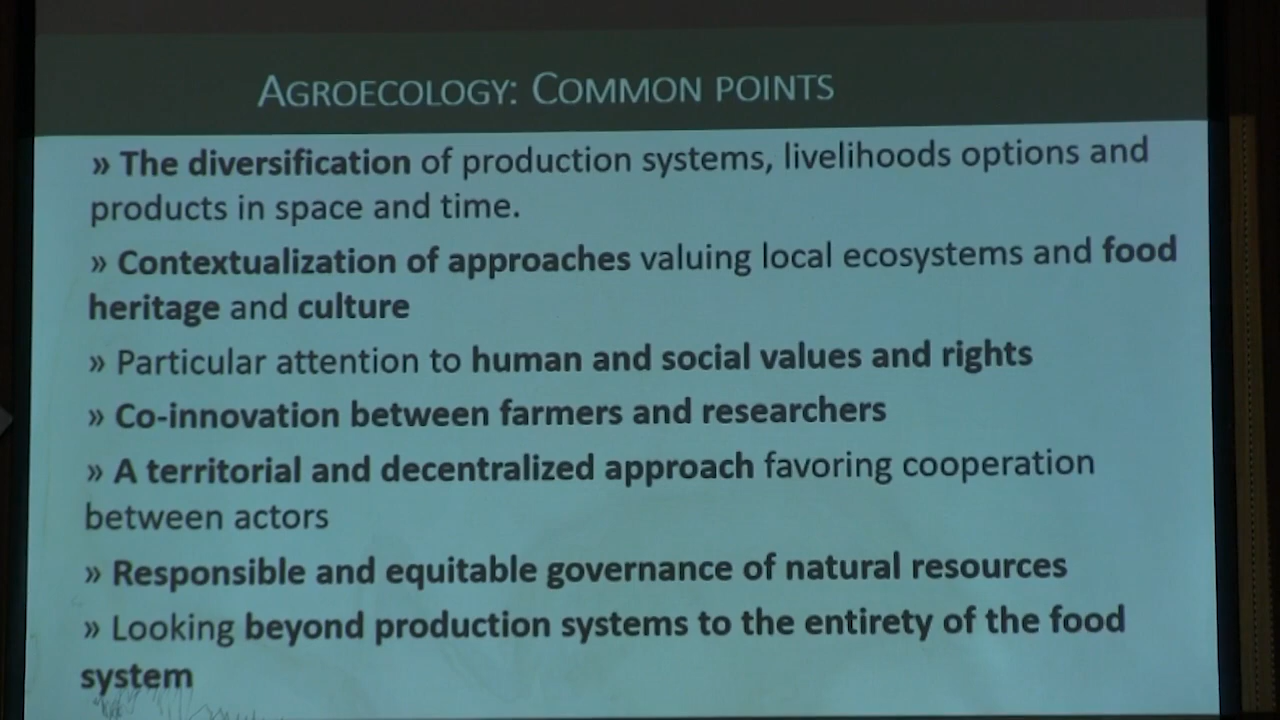 AGROECOLOGY: COMMON POINTS
» The diversification of production systems, livelihoods options and
products in space and time.
» Contextualization of approaches valuing local ecosystems and food
heritage and culture
» Particular attention to human and social values and rights
» Co-innovation between farmers and researchers
» A territorial and decentralized approach favoring cooperation
between actors
» Responsible and equitable governance of natural resources
» Looking beyond production systems to the entirety of the food
system